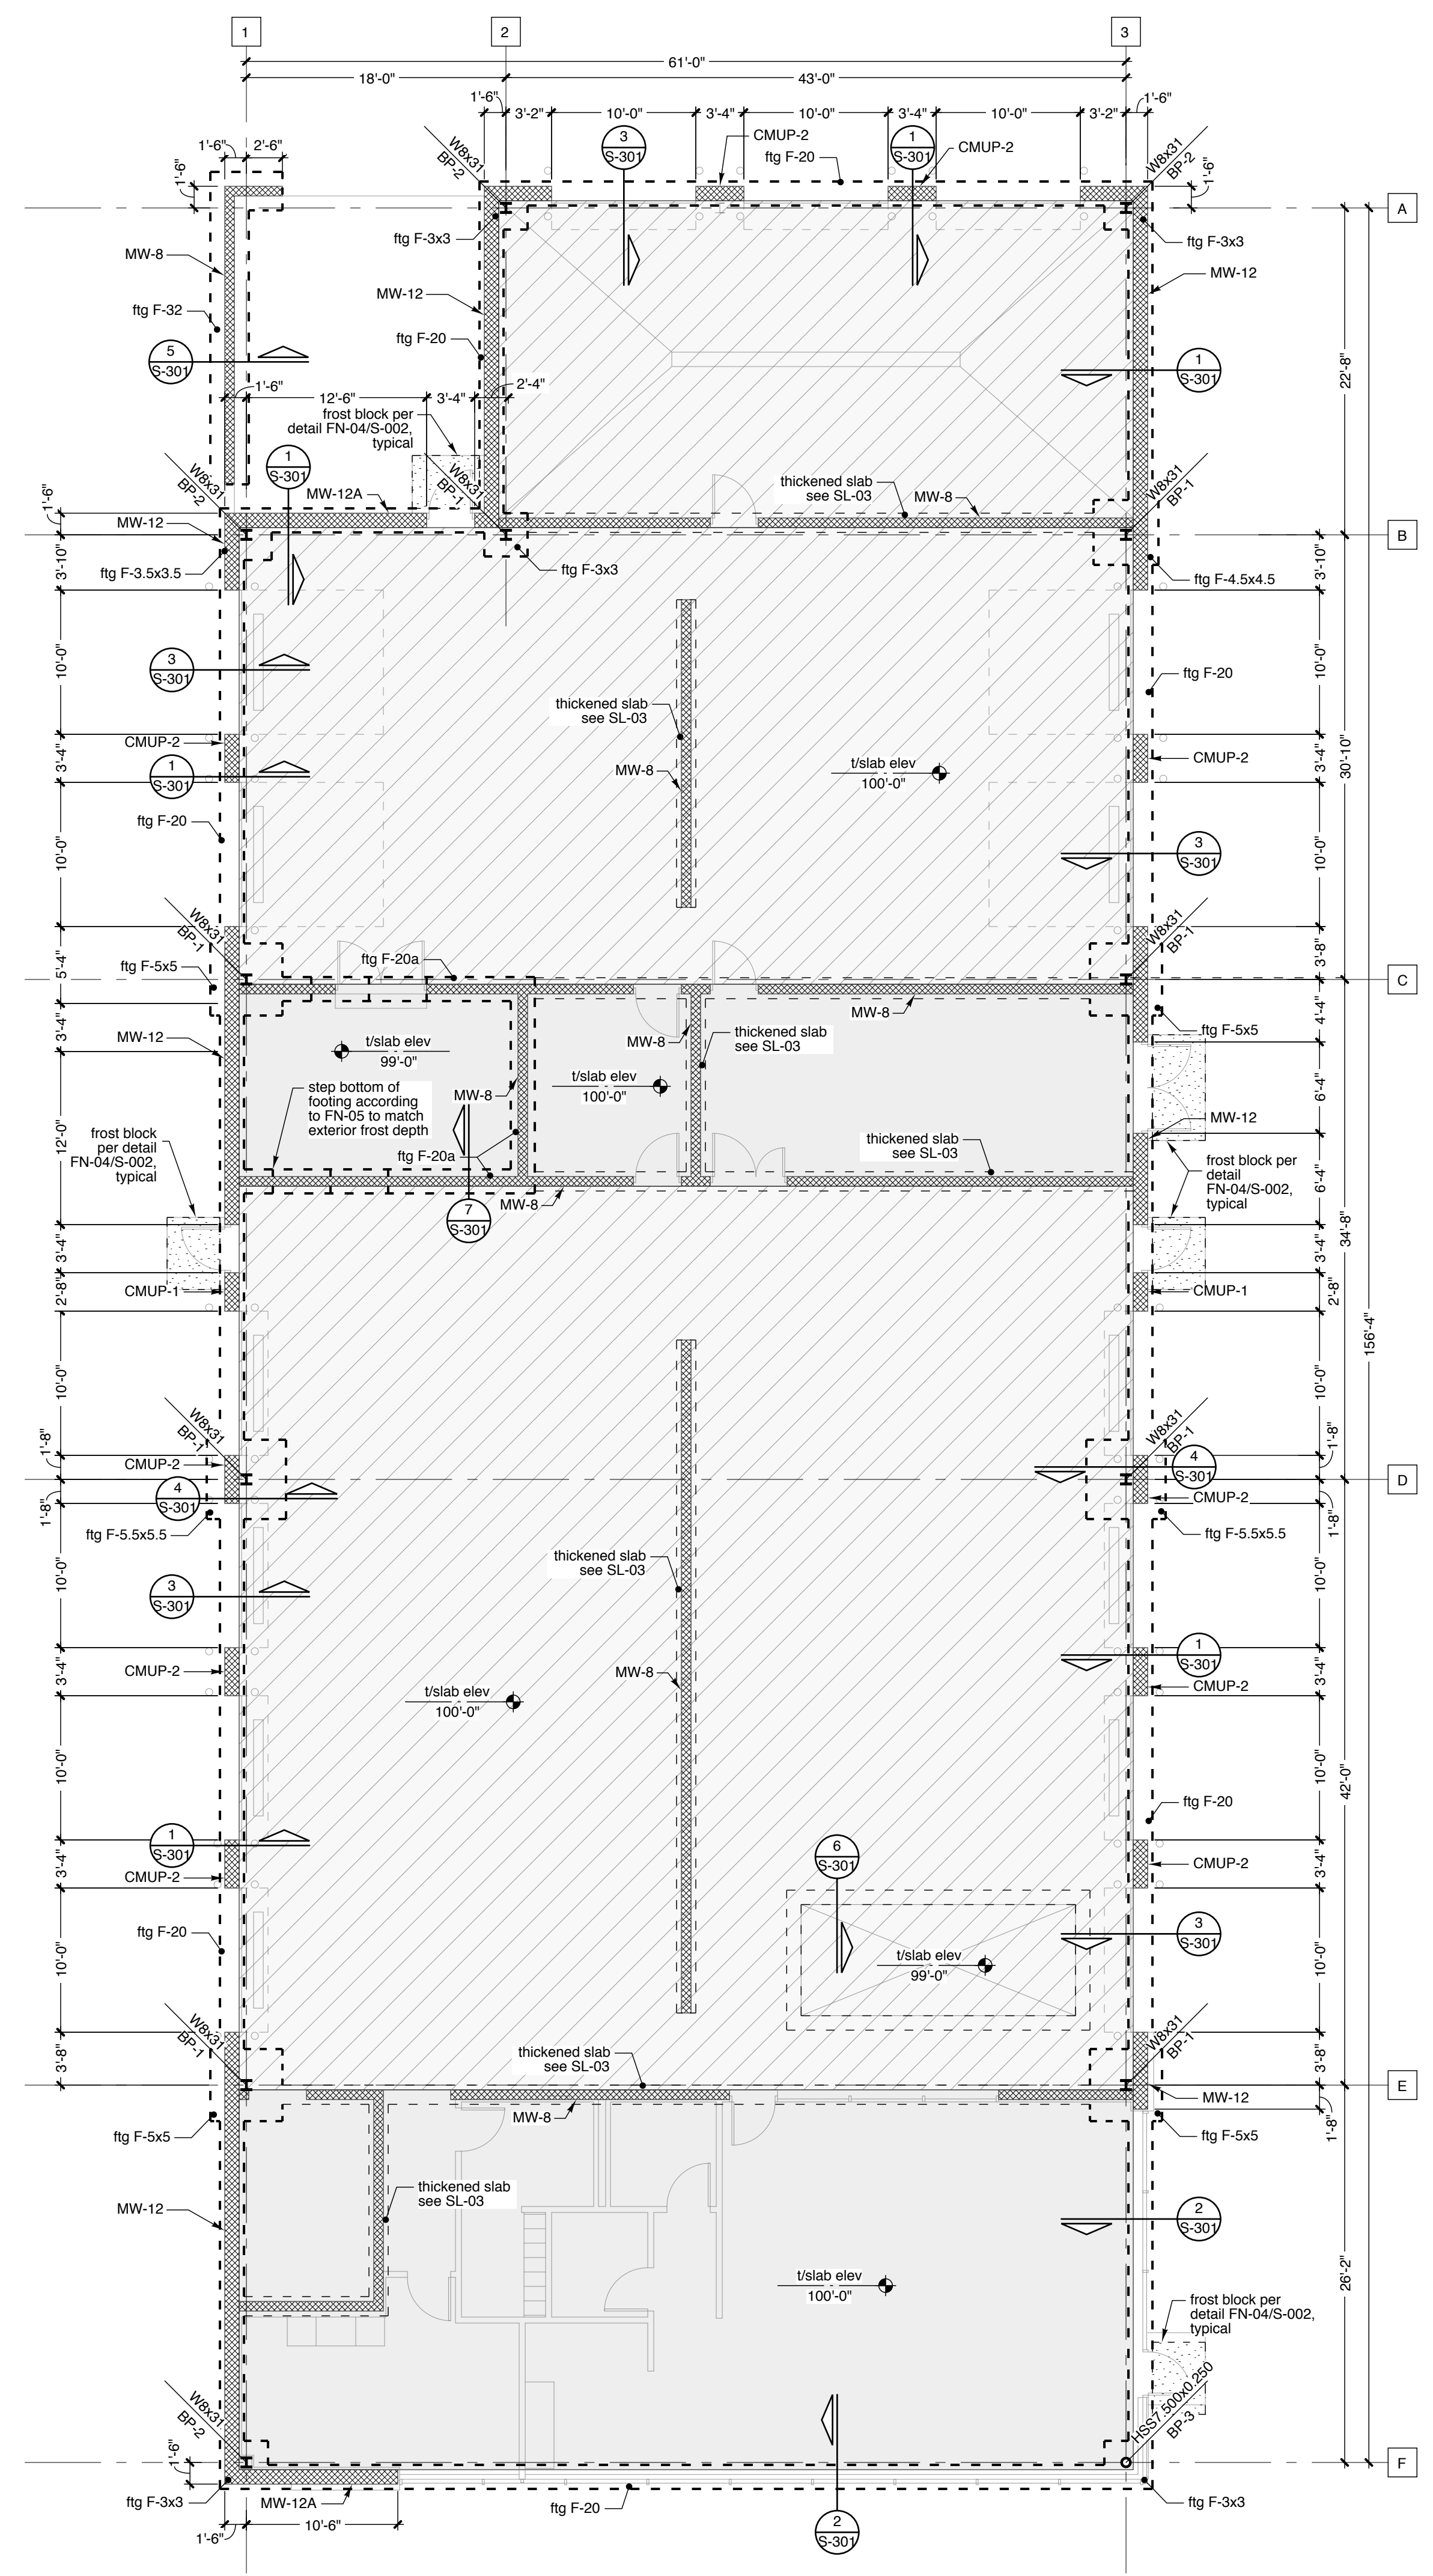 1
2
3
61'-0"
18'-0"
43'-0"
1'-6"
3'-2"
10'-0"
3'-4"
10'-0"
3'-4"
10'-0"
3'-2"
1'-6"
3
S-301
CMUP-2
ftg F-20
1
S-301
CMUP-2
1'-6"
2'-6"
1'-6"
W8x31
BP-2
W8x31
BP-2
1'-6"
A
ftg F-3x3
ftg F-3x3
MW-8
MW-12
MW-12
ftg F-32
ftg F-20
5
S-301
1
S-301
22'-8"
1'-6"
12'-6"
3'-4"
2'-4"
frost block per
detail FN-04/S-002,
typical
1
S-301
W8x31
BP-2
W8x31
BP-1
W8x31
BP-1
thickened slab
see SL-03
MW-8
MW-12A
1'-6"
MW-12
B
3'-10"
ftg F-3.5x3.5
ftg F-3x3
ftg F-4.5x4.5
3'-10"
3
S-301
10'-0"
10'-0"
ftg F-20
thickened slab
see SL-03
CMUP-2
3'-4"
1
S-301
MW-8
t/slab elev
100'-0"
CMUP-2
3'-4"
30'-10"
ftg F-20
10'-0"
3
S-301
10'-0"
W8x31
BP-1
W8x31
BP-1
5'-4"
ftg F-5x5
ftg F-20a
3'-8"
C
MW-8
4'-4"
ftg F-5x5
3'-4"
MW-12
t/slab elev
99'-0"
MW-8
thickened slab
see SL-03
t/slab elev
100'-0"
step bottom of
footing according
to FN-05 to match
exterior frost depth
MW-8
6'-4"
MW-12
12'-0"
frost block
per detail
FN-04/S-002,
typical
ftg F-20a
thickened slab
see SL-03
frost block per
detail
FN-04/S-002,
typical
6'-4"
7
S-301
MW-8
34'-8"
3'-4"
3'-4"
2'-8"
CMUP-1
CMUP-1
2'-8"
156'-4"
10'-0"
10'-0"
W8x31
BP-1
W8x31
BP-1
1'-8"
CMUP-2
4
S-301
1'-8"
D
4
S-301
CMUP-2
1'-8"
ftg F-5.5x5.5
ftg F-5.5x5.5
1'-8"
thickened slab
see SL-03
10'-0"
3
S-301
10'-0"
1
S-301
3'-4"
CMUP-2
MW-8
CMUP-2
3'-4"
t/slab elev
100'-0"
10'-0"
10'-0"
42'-0"
ftg F-20
1
S-301
6
S-301
3'-4"
CMUP-2
CMUP-2
3'-4"
ftg F-20
3
S-301
10'-0"
t/slab elev
99'-0"
10'-0"
W8x31
BP-1
W8x31
BP-1
3'-8"
thickened slab
see SL-03
3'-8"
E
MW-12
MW-8
1'-8"
ftg F-5x5
ftg F-5x5
thickened slab
see SL-03
MW-12
2
S-301
t/slab elev
100'-0"
26'-2"
frost block per
detail FN-04/S-002,
typical
W8x31
BP-2
HSS7.500x0.250
BP-3
1'-6"
F
ftg F-3x3
MW-12A
ftg F-20
ftg F-3x3
1'-6"
10'-6"
2
S-301